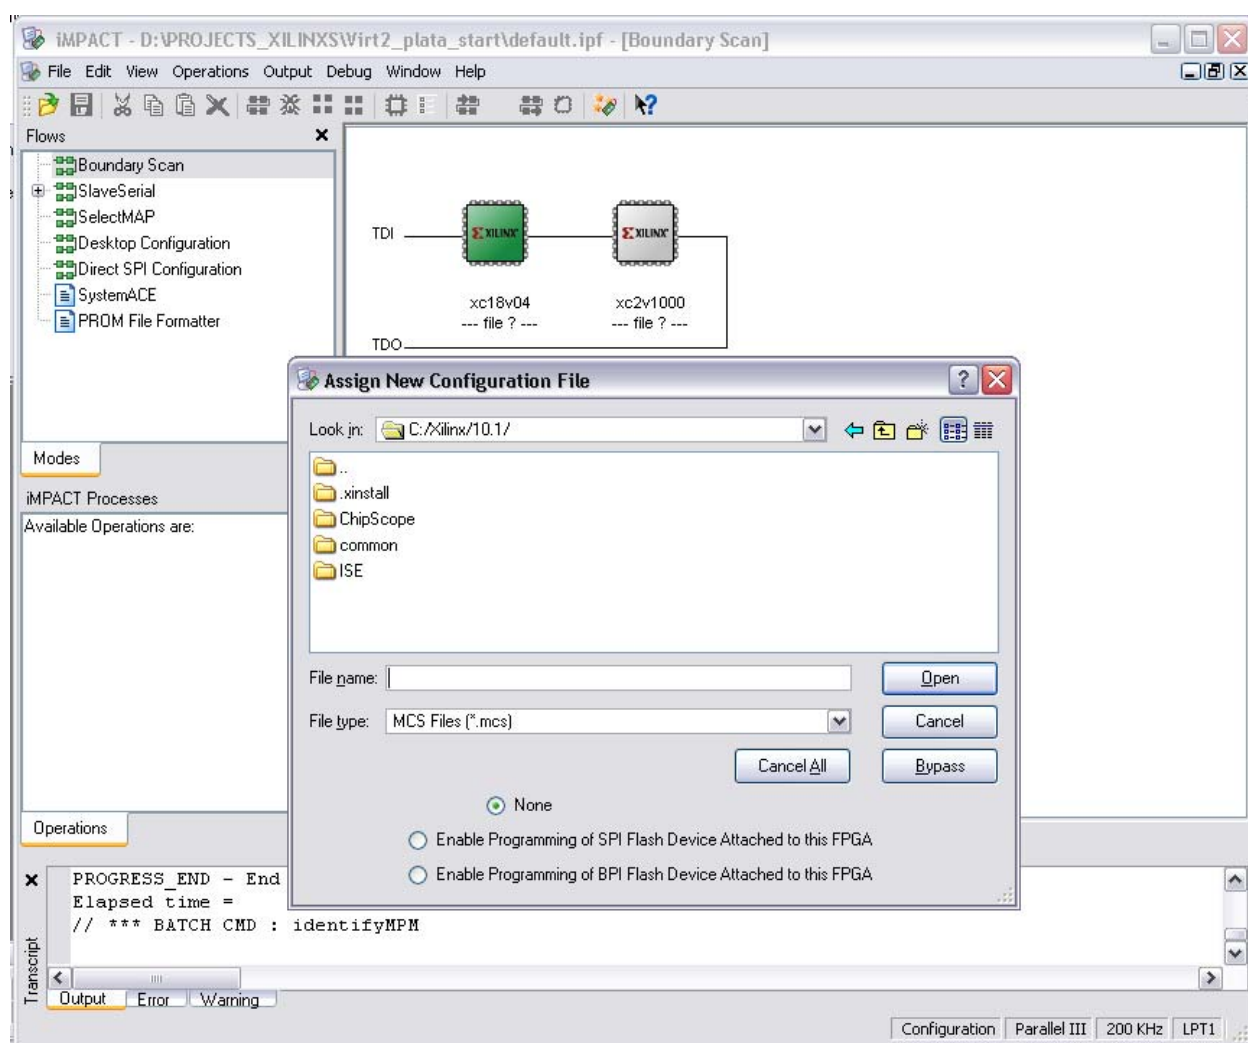 iMPACT - D:\PROJECTS_XILINXS\Virt2_plata_start\default.ipf - [Boundary Scan]
File Edit View Operations Output Debug Window Help
Flows
Boundary Scan
SlaveSerial
SelectMAP
Desktop Configuration
Direct SPI Configuration
SystemACE
PROM File Formatter
Modes
TDI
XILINX
XILINX
xc18v04
xc2v1000
--- file ? ---
--- file ? ---
TDO
iMPACT Processes
Available Operations are:
Operations
Assign New Configuration File
Look in: C:/Xilinx/10.1/
..
.xinstall
ChipScope
common
ISE
File name:
Open
File type: MCS Files (*.mcs)
Cancel
Cancel All
Bypass
None
Enable Programming of SPI Flash Device Attached to this FPGA
Enable Programming of BPI Flash Device Attached to this FPGA
PROGRESS_END - End
Elapsed time =
// *** BATCH CMD : identifyMPM
Transcript
Output Error Warning
Configuration Parallel III 200 KHz LPT1